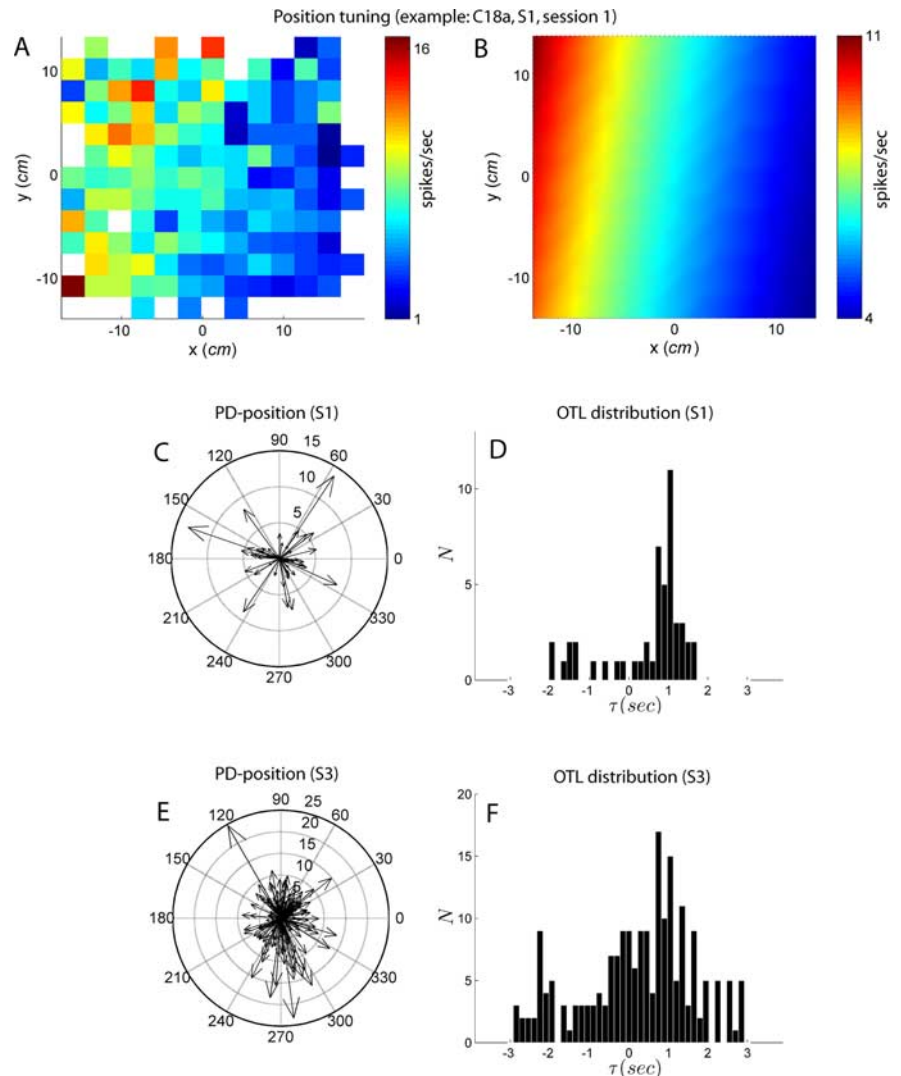 Position tuning (example: C18a, S1, session 1)
A
16
10
0
-10
y (cm)
-10 0 10
x (cm)
1
spikes/sec
B
11
10
0
-10
y (cm)
-10 0 10
x (cm)
4
spikes/sec
PD-position (S1)
C
90 15
120 60
10
150 30
5
180 0
210 330
240 300
270
OTL distribution (S1)
D
10
5
0
N
-3 -2 -1 0 1 2 3
τ(sec)
PD-position (S3)
E
90 25
120 20 60
15
150 10 30
5
180 0
210 330
240 300
270
OTL distribution (S3)
F
20
15
10
5
0
N
-3 -2 -1 0 1 2 3
τ(sec)